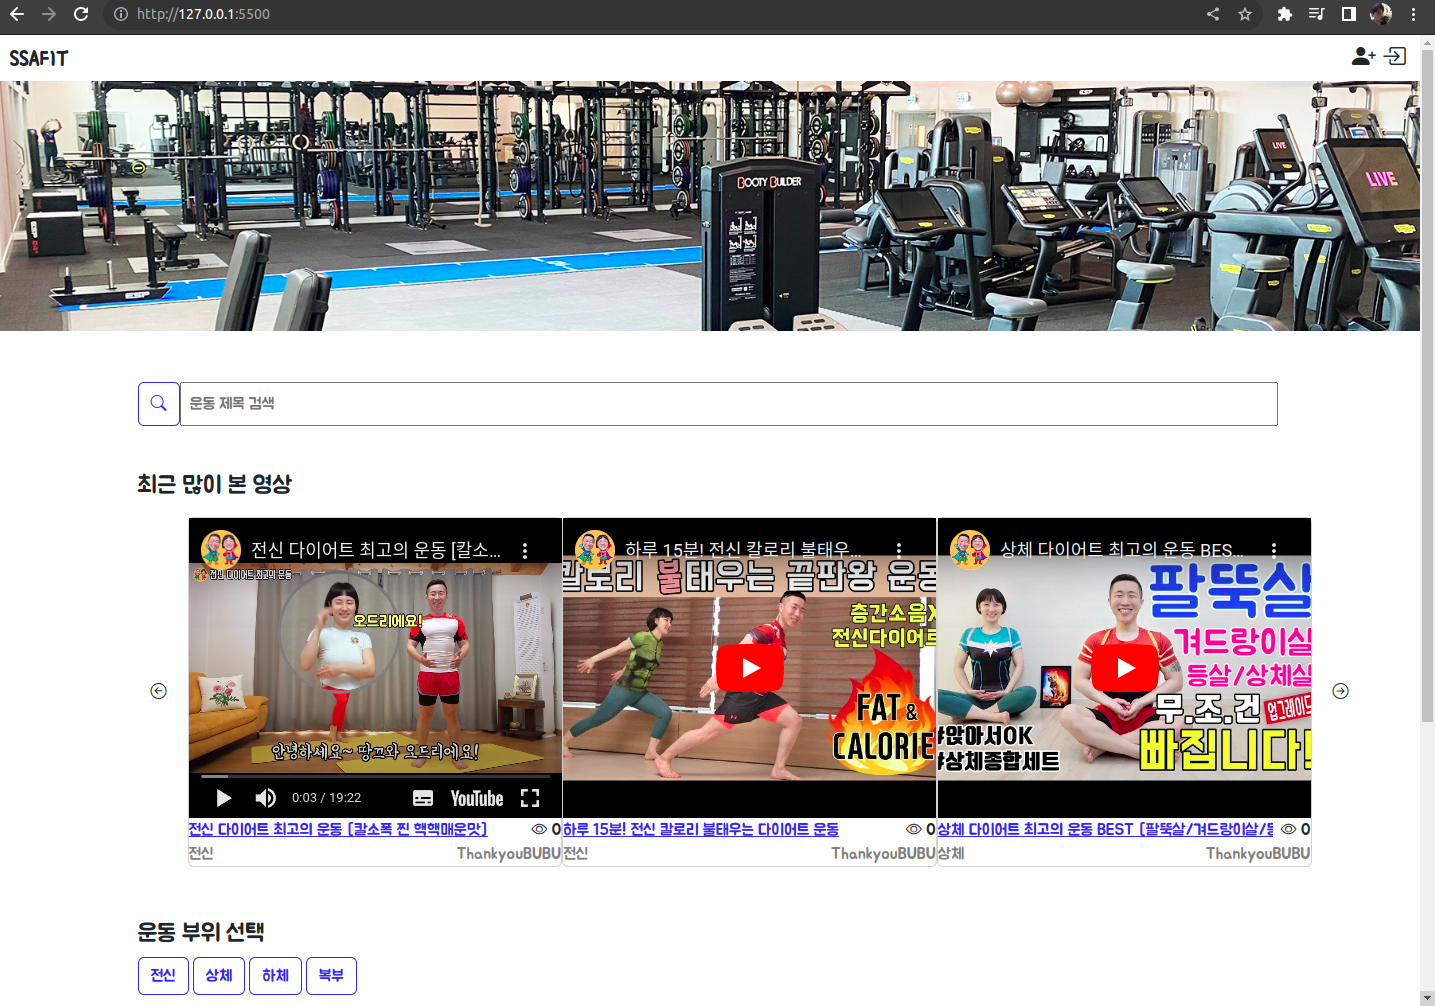 http://127.0.0.1:5500
SSAFIT
BOOTY BUILDER
LIVE
LIVE
운동 제목 검색
최근 많이 본 영상
전신 다이어트 최고의 운동 [칼소...
전신 다이어트 최고의 운동
오드리에요!
안녕하세요~ 땅끄와 오드리에요!
0:03 / 19:22
YouTube
전신 다이어트 최고의 운동 [칼소폭 찐 핵핵매운맛]
0
전신
ThankyouBUBU
하루 15분! 전신 칼로리 불태우...
칼로리 불태우는 끝판왕 운동
층간소음X
전신다이어트
FAT &
CALORIE
하루 15분! 전신 칼로리 불태우는 다이어트 운동
0
전신
ThankyouBUBU
상체 다이어트 최고의 운동 BES...
팔뚝살
겨드랑이살
등살/상체살
무.조.건 업그레이드
빠집니다!
#앉아서OK
#상체종합세트
상체 다이어트 최고의 운동 BEST [팔뚝살/겨드랑이살/등
0
상체
ThankyouBUBU
운동 부위 선택
전신
상체
하체
복부